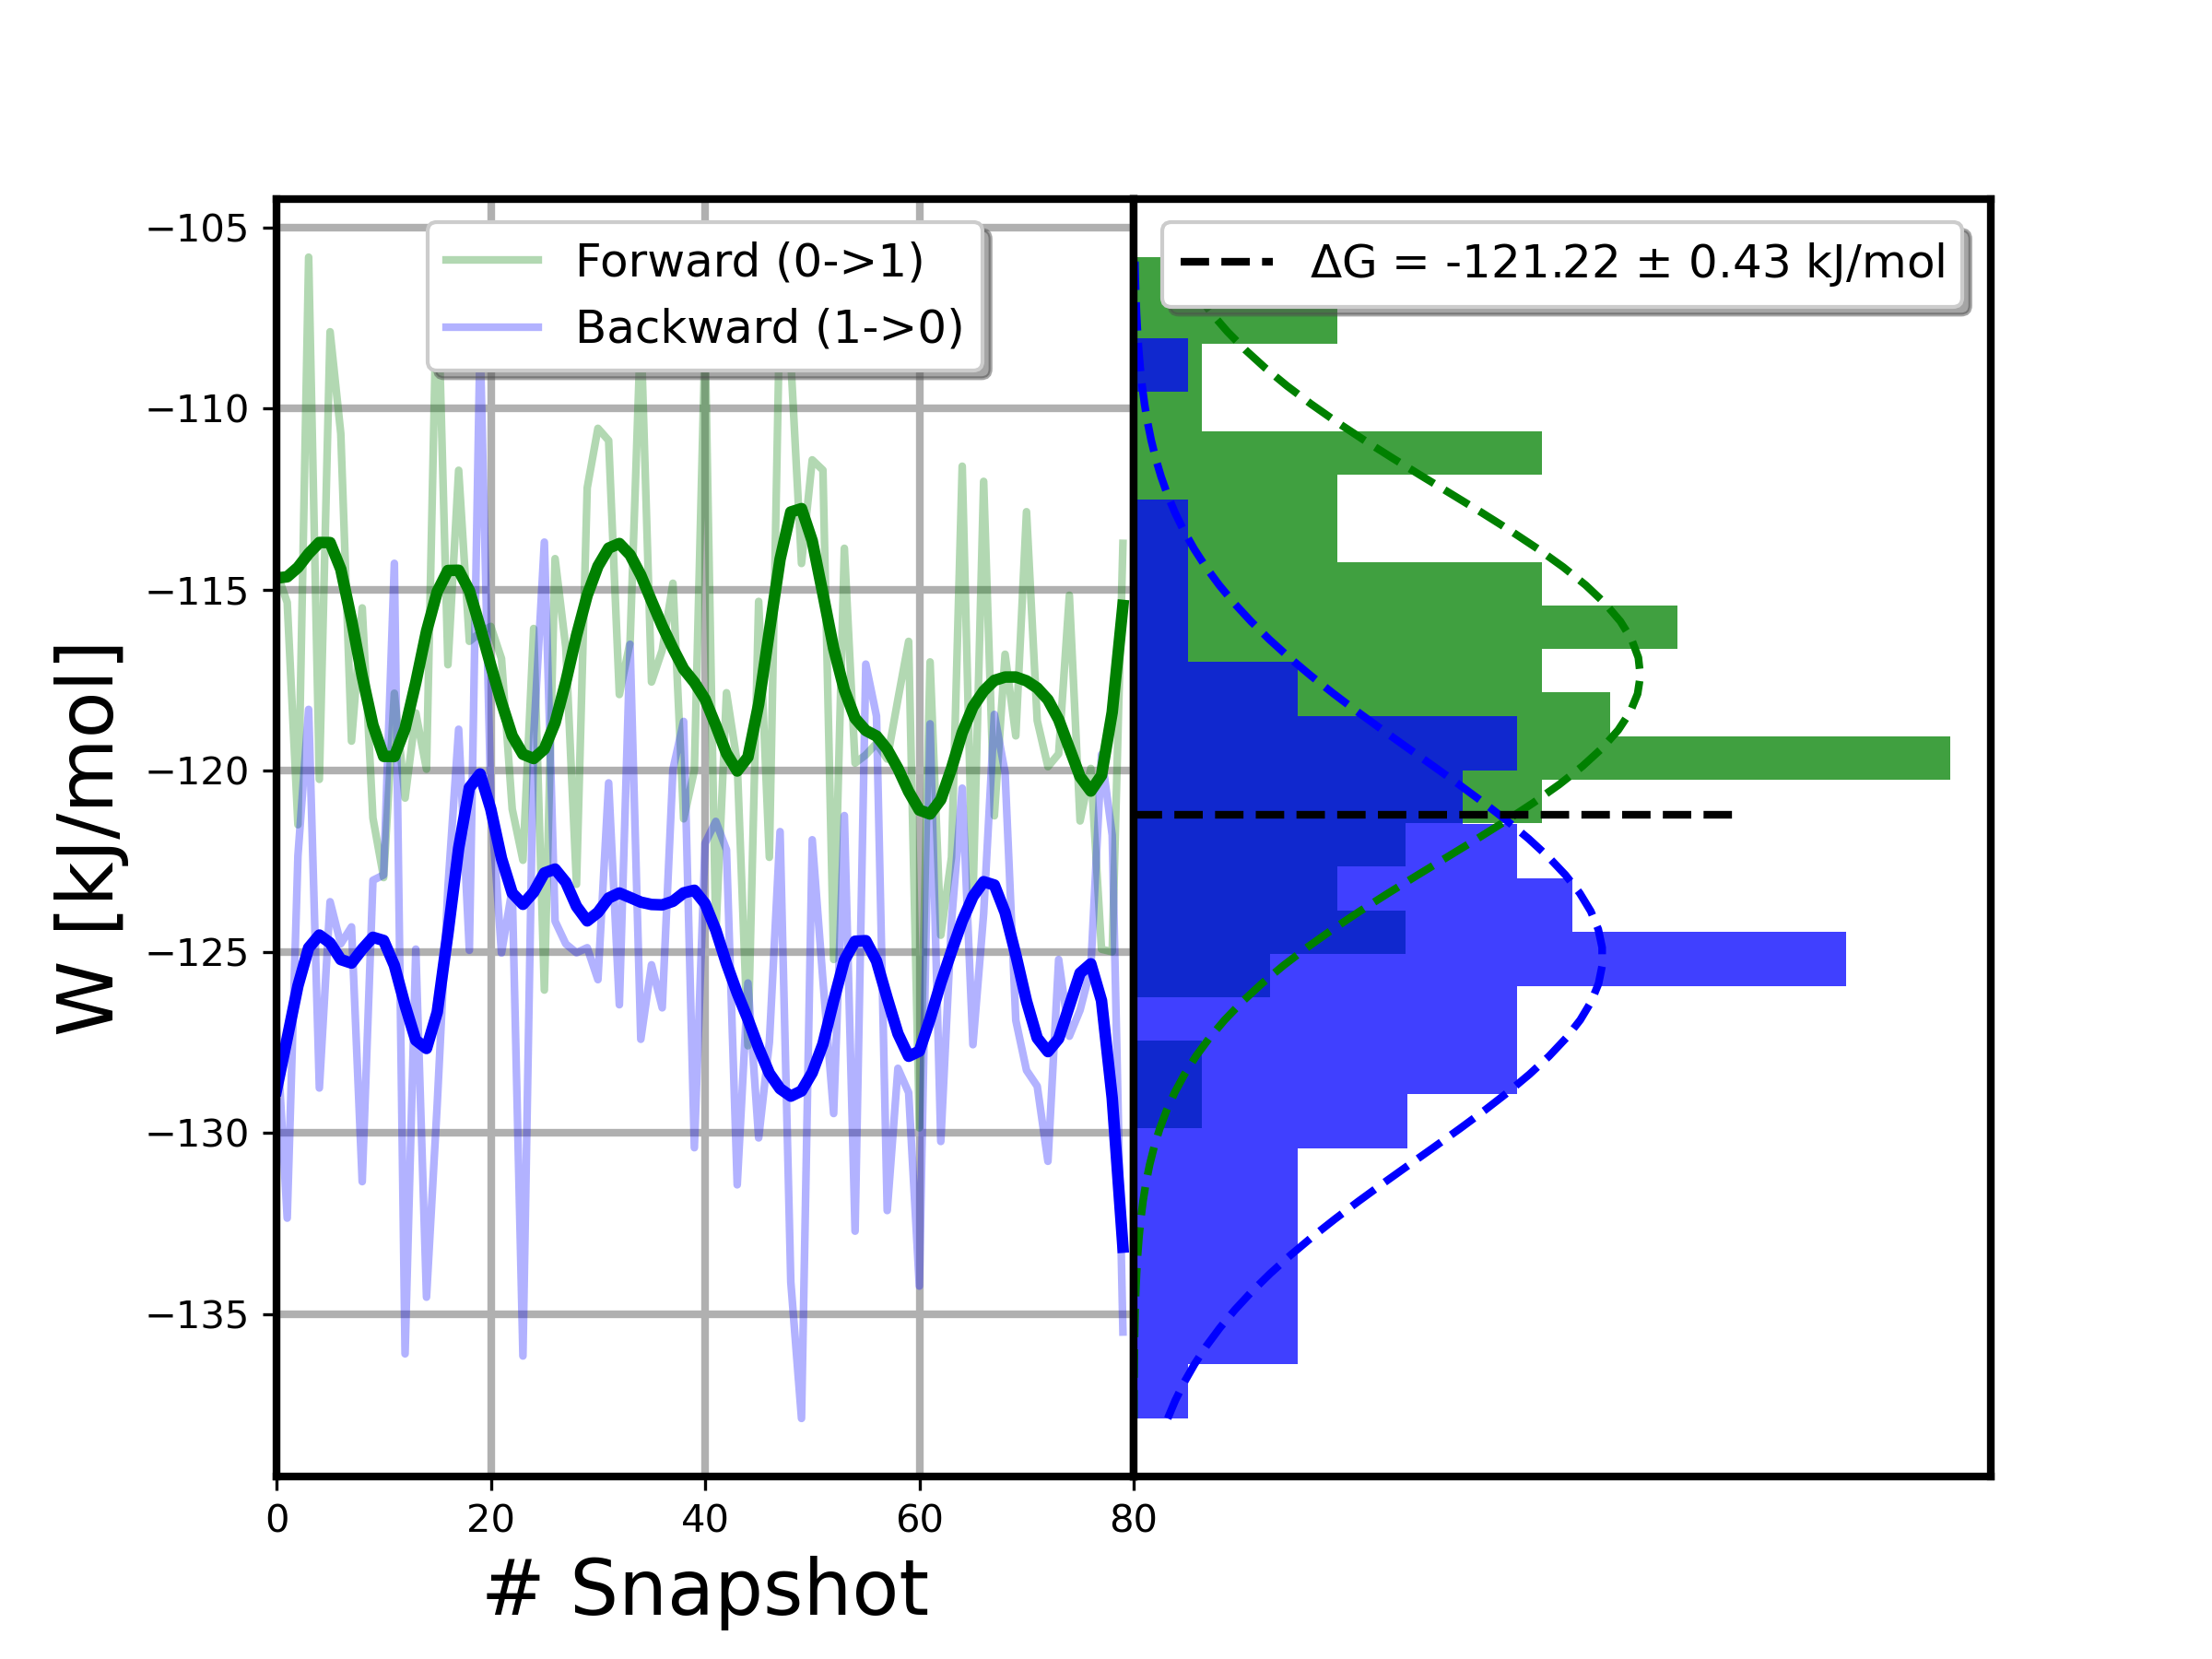 Forward (0->1)
Backward (1->0)
ΔG = -121.22 ± 0.43 kJ/mol
W [kJ/mol]
−105
−110
−115
−120
−125
−130
−135
0 20 40 60 80
# Snapshot